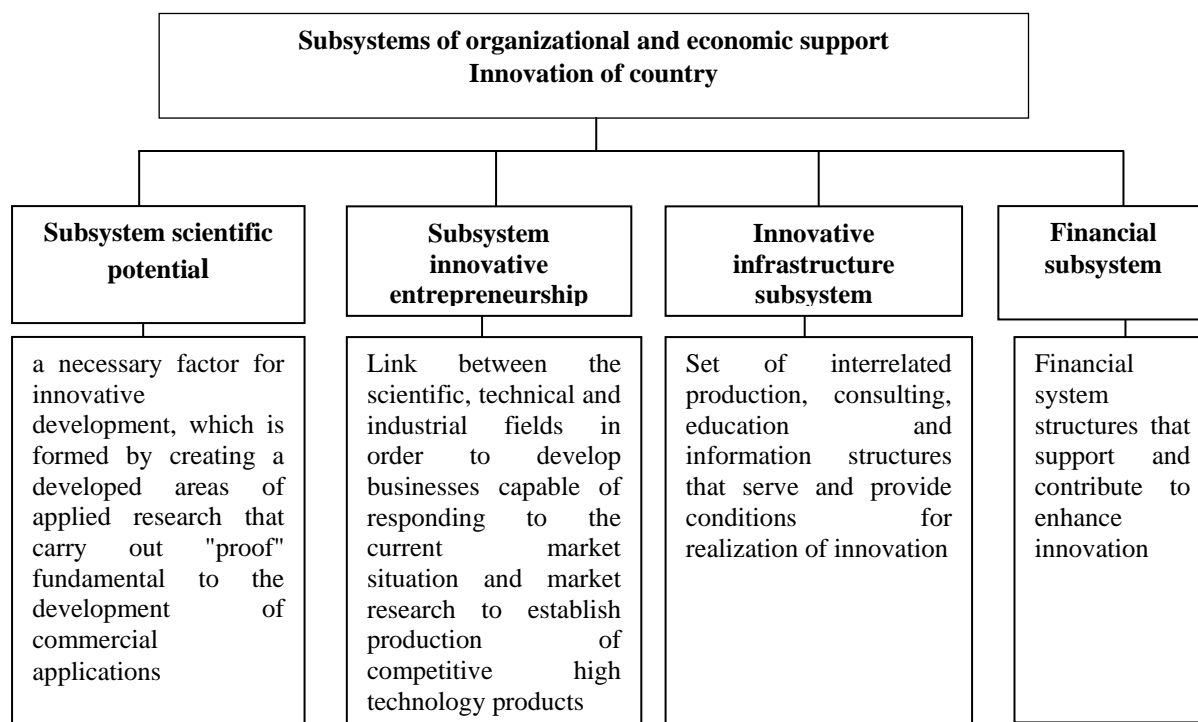 Subsystems of organizational and economic support
Innovation of country
Subsystem scientific
potential
Subsystem
innovative
entrepreneurship
Innovative
infrastructure
subsystem
Financial
subsystem
a necessary factor for
innovative
development, which is
formed by creating a
developed areas of
applied research that
carry out "proof"
fundamental to the
development of
commercial
applications
Link between the
scientific, technical and
industrial fields in
order to develop
businesses capable of
responding to the
current market
situation and market
research to establish
production of
competitive high
technology products
Set of interrelated
production, consulting,
education and
information structures
that serve and provide
conditions for
realization of innovation
Financial
system
structures that
support and
contribute to
enhance
innovation